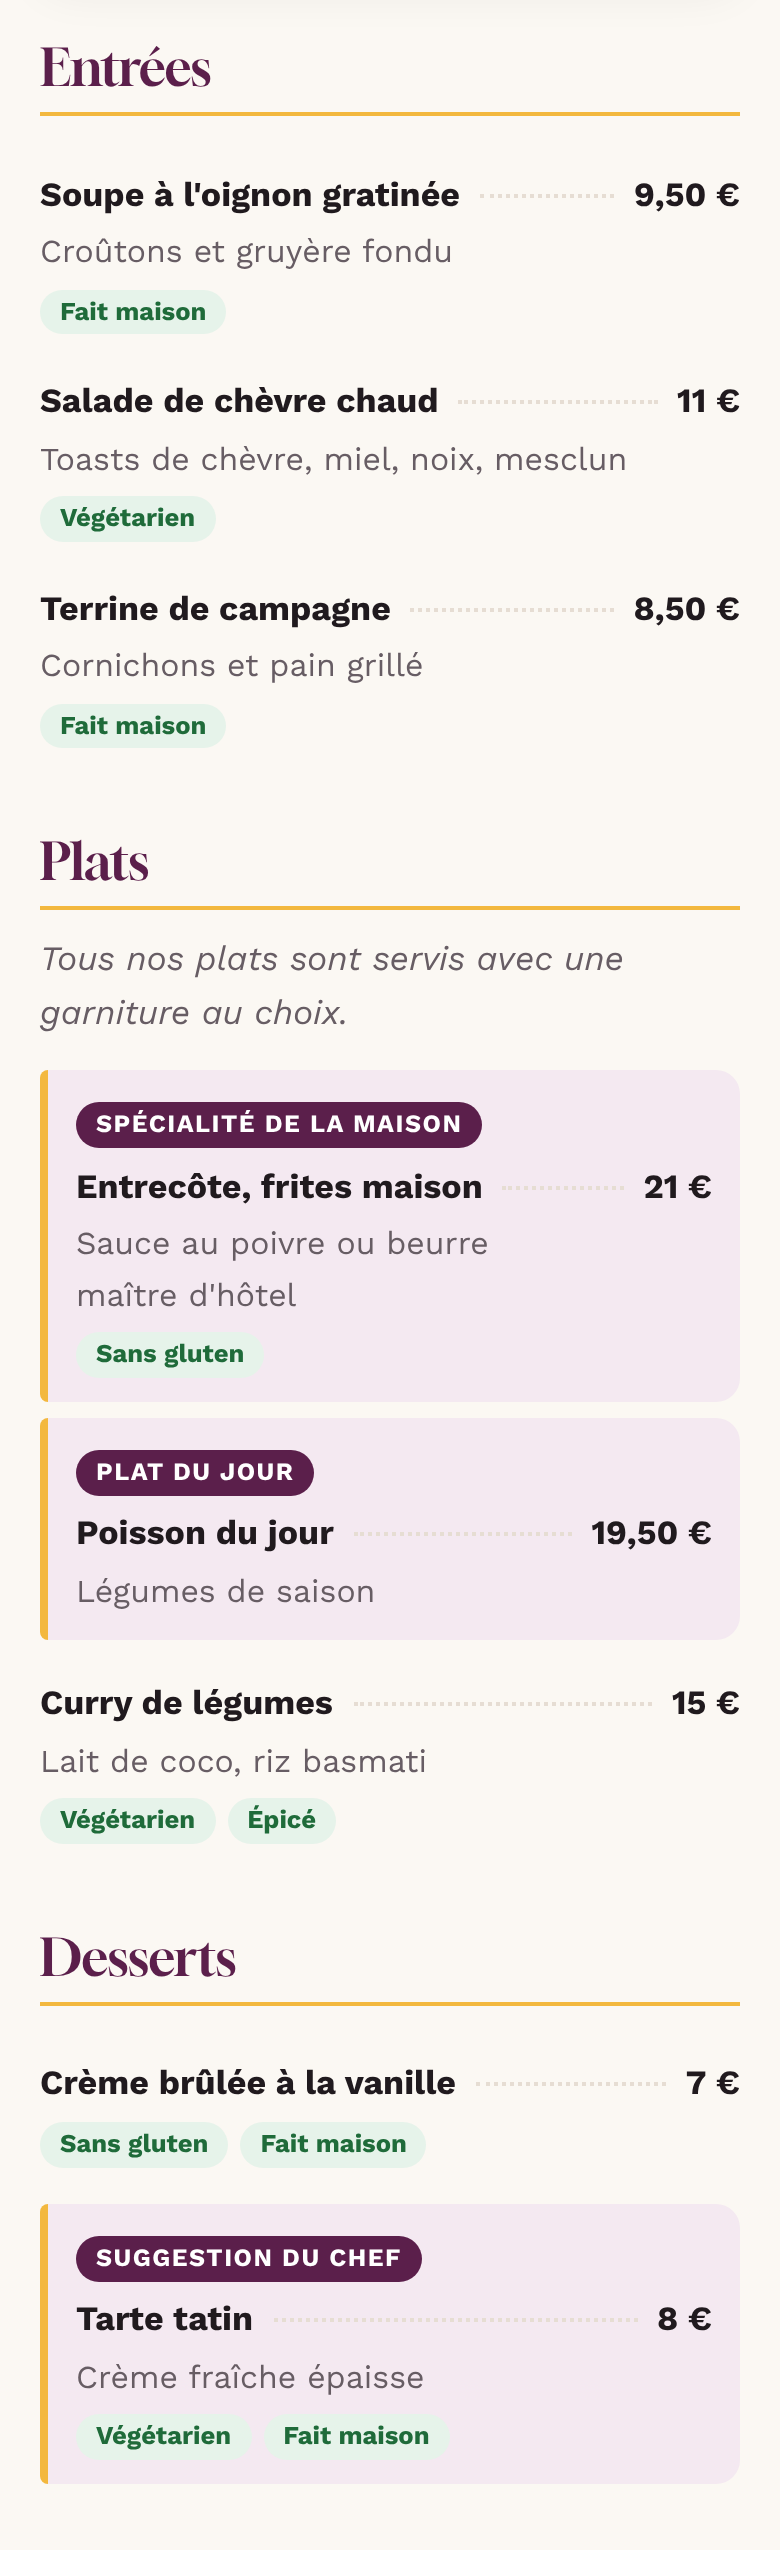 Entrées
Soupe à l'oignon gratinée 9,50 €
Croûtons et gruyère fondu
Fait maison
Salade de chèvre chaud 11 €
Toasts de chèvre, miel, noix, mesclun
Végétarien
Terrine de campagne 8,50 €
Cornichons et pain grillé
Fait maison
Plats
Tous nos plats sont servis avec une
garniture au choix.
SPÉCIALITÉ DE LA MAISON
Entrecôte, frites maison 21 €
Sauce au poivre ou beurre
maître d'hôtel
Sans gluten
PLAT DU JOUR
Poisson du jour 19,50 €
Légumes de saison
Curry de légumes 15 €
Lait de coco, riz basmati
Végétarien Épicé
Desserts
Crème brûlée à la vanille 7 €
Sans gluten Fait maison
SUGGESTION DU CHEF
Tarte tatin 8 €
Crème fraîche épaisse
Végétarien Fait maison